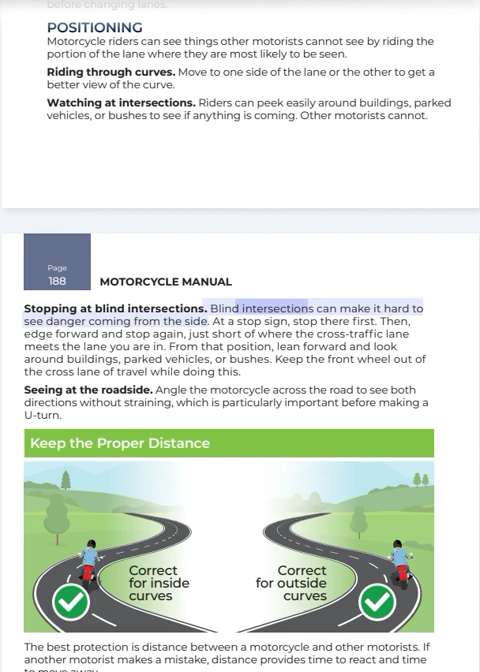 before changing lanes.
POSITIONING
Motorcycle riders can see things other motorists cannot see by riding the
portion of the lane where they are most likely to be seen.
Riding through curves. Move to one side of the lane or the other to get a
better view of the curve.
Watching at intersections. Riders can peek easily around buildings, parked
vehicles, or bushes to see if anything is coming. Other motorists cannot.
Page
188
MOTORCYCLE MANUAL
Stopping at blind intersections. Blind intersections can make it hard to
see danger coming from the side. At a stop sign, stop there first. Then,
edge forward and stop again, just short of where the cross-traffic lane
meets the lane you are in. From that position, lean forward and look
around buildings, parked vehicles, or bushes. Keep the front wheel out of
the cross lane of travel while doing this.
Seeing at the roadside. Angle the motorcycle across the road to see both
directions without straining, which is particularly important before making a
U-turn.
Keep the Proper Distance
Correct
for inside
curves
Correct
for outside
curves
The best protection is distance between a motorcycle and other motorists. If
another motorist makes a mistake, distance provides time to react and time
to move away.